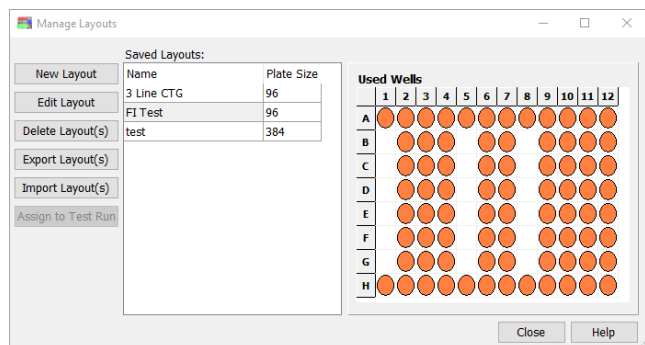 Manage Layouts
Saved Layouts:
New Layout
Edit Layout
Delete Layout(s)
Export Layout(s)
Import Layout(s)
Assign to Test Run
Name Plate Size
3 Line CTG 96
FI Test 96
test 384
Used Wells
1 2 3 4 5 6 7 8 9 10 11 12
A
B
C
D
E
F
G
H
Close Help